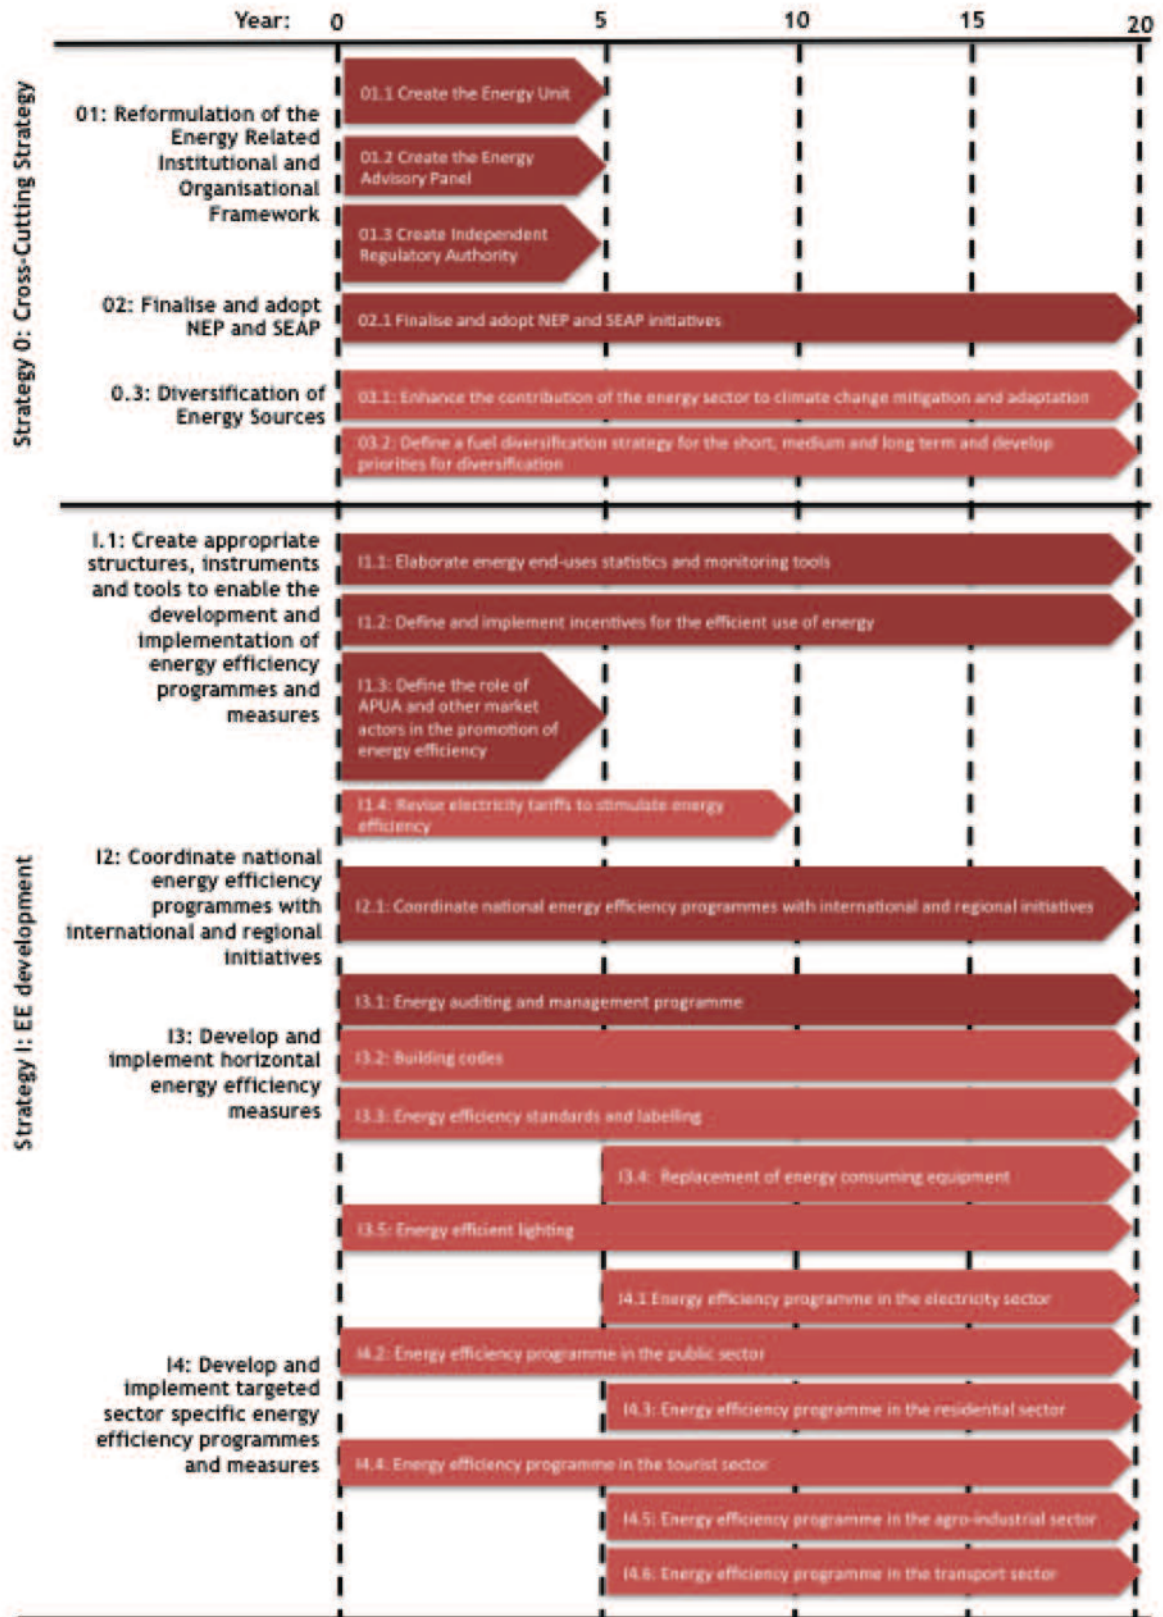 Year: 0 5 10 15 20
Strategy 0: Cross-Cutting Strategy
01: Reformulation of the
Energy Related
Institutional and
Organisational
Framework
01.1 Create the Energy Unit
01.2 Create the Energy
Advisory Panel
01.3 Create Independent
Regulatory Authority
02: Finalise and adopt
NEP and SEAP
02.1 Finalise and adopt NEP and SEAP initiatives
0.3: Diversification of
Energy Sources
03.1: Enhance the contribution of the energy sector to climate change mitigation and adaptation
03.2: Define a fuel diversification strategy for the short, medium and long term and develop
priorities for diversification
Strategy I: EE development
I.1: Create appropriate
structures, instruments
and tools to enable the
development and
implementation of
energy efficiency
programmes and
measures
I1.1: Elaborate energy end-uses statistics and monitoring tools
I1.2: Define and implement incentives for the efficient use of energy
I1.3: Define the role of
APUA and other market
actors in the promotion of
energy efficiency
I1.4: Revise electricity tariffs to stimulate energy
efficiency
I2: Coordinate national
energy efficiency
programmes with
international and regional
initiatives
I2.1: Coordinate national energy efficiency programmes with international and regional initiatives
I3: Develop and
implement horizontal
energy efficiency
measures
I3.1: Energy auditing and management programme
I3.2: Building codes
I3.3: Energy efficiency standards and labelling
I3.4: Replacement of energy consuming equipment
I3.5: Energy efficient lighting
I4: Develop and
implement targeted
sector specific energy
efficiency programmes
and measures
I4.1 Energy efficiency programme in the electricity sector
I4.2: Energy efficiency programme in the public sector
I4.3: Energy efficiency programme in the residential sector
I4.4: Energy efficiency programme in the tourist sector
I4.5: Energy efficiency programme in the agro-industrial sector
I4.6: Energy efficiency programme in the transport sector